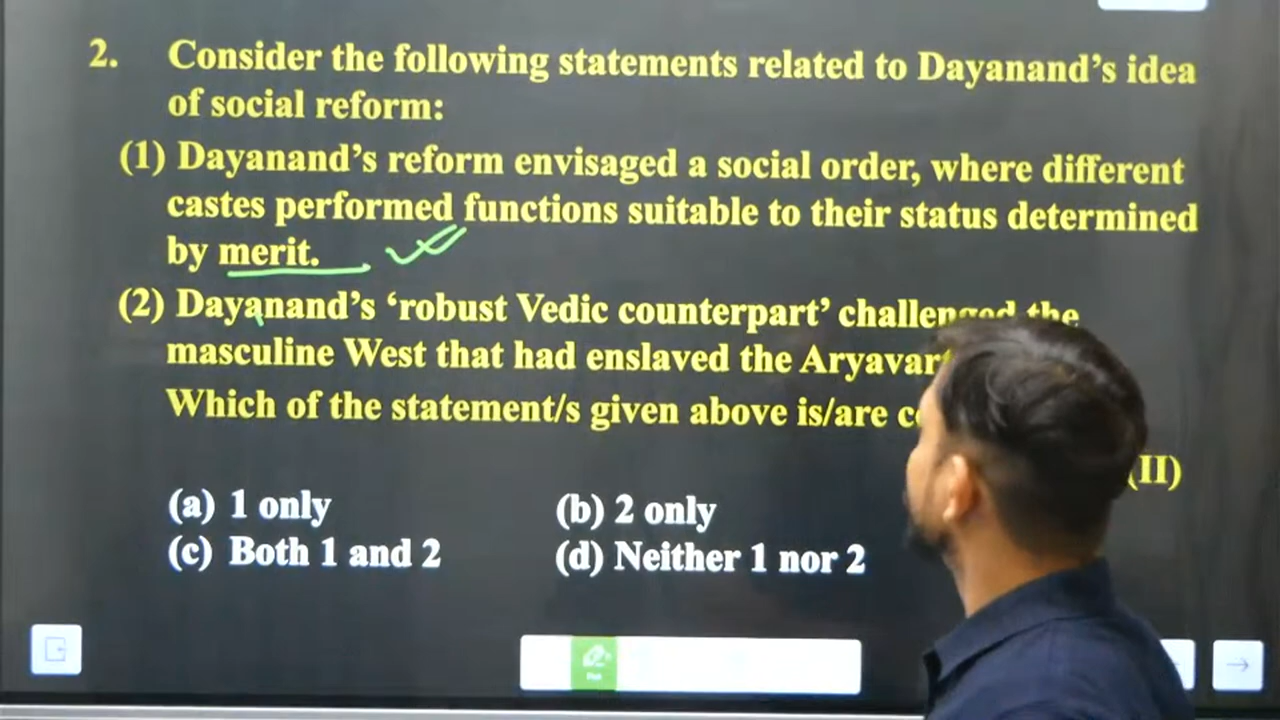 2. Consider the following statements related to Dayanand's idea
of social reform:
(1) Dayanand's reform envisaged a social order, where different
castes performed functions suitable to their status determined
by merit.
(2) Dayanand's ‘robust Vedic counterpart’ challenged the
masculine West that had enslaved the
Which of the statement/s given above is/are
(II)
(a) 1 only (b) 2 only
(c) Both 1 and 2 (d) Neither 1 nor 2